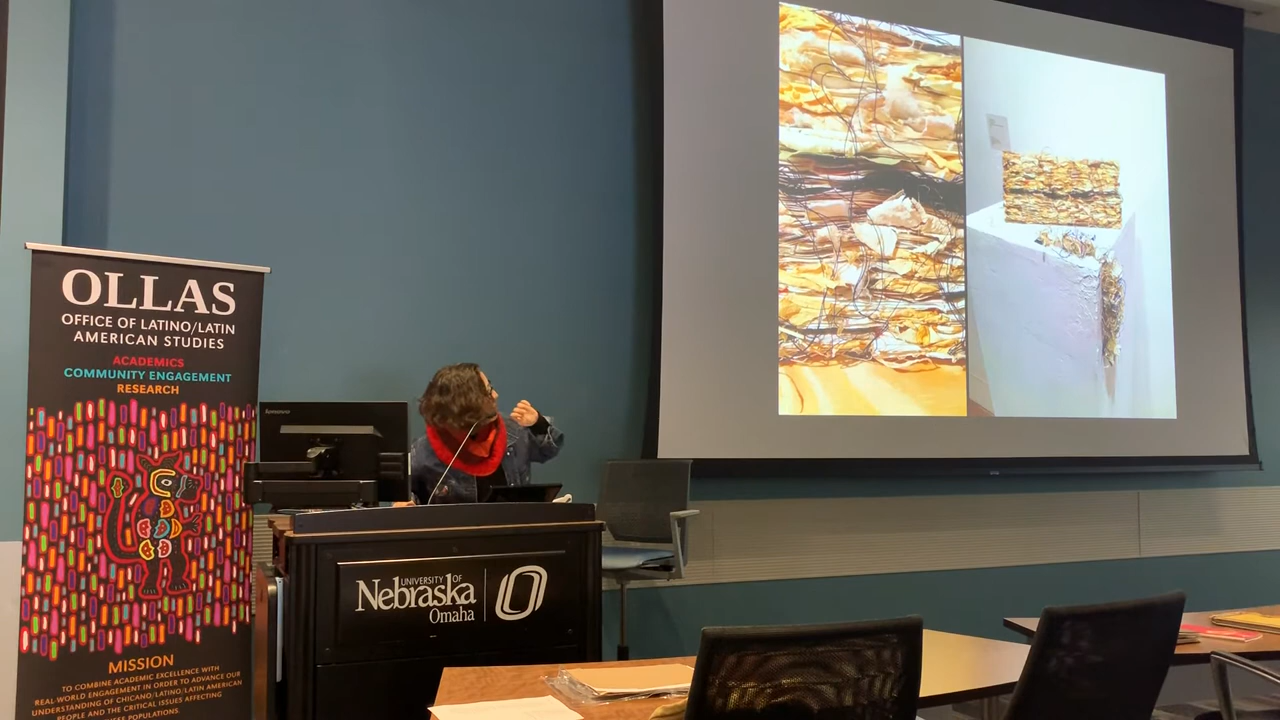 OLLAS
OFFICE OF LATINO/LATIN
AMERICAN STUDIES
ACADEMICS
COMMUNITY ENGAGEMENT
RESEARCH
MISSION
TO COMBINE ACADEMIC EXCELLENCE WITH
REAL-WORLD ENGAGEMENT IN ORDER TO ADVANCE OUR
UNDERSTANDING OF CHICANO/LATINO/LATIN AMERICAN
PEOPLE AND THE CRITICAL ISSUES AFFECTING
THESE POPULATIONS.
Lenovo
UNIVERSITY OF
Nebraska
Omaha